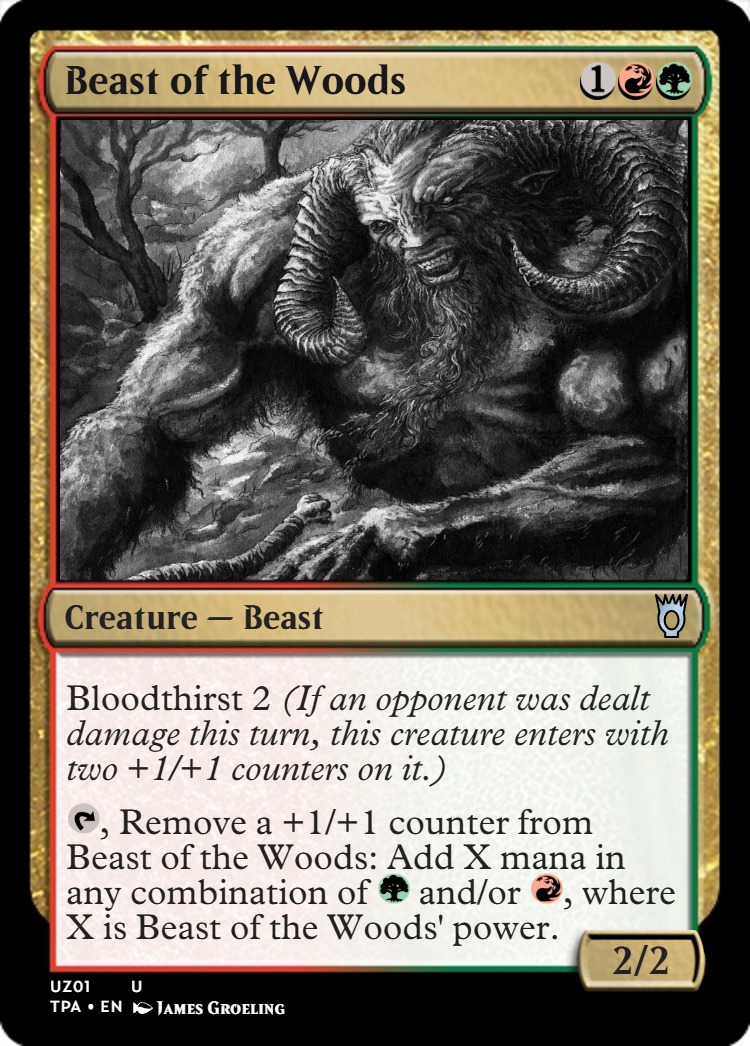 Beast of the Woods 1
Creature — Beast
Bloodthirst 2 (If an opponent was dealt
damage this turn, this creature enters with
two +1/+1 counters on it.)
, Remove a +1/+1 counter from
Beast of the Woods: Add X mana in
any combination of and/or , where
X is Beast of the Woods' power.
2/2
UZ01 U
TPA • EN James Groeling